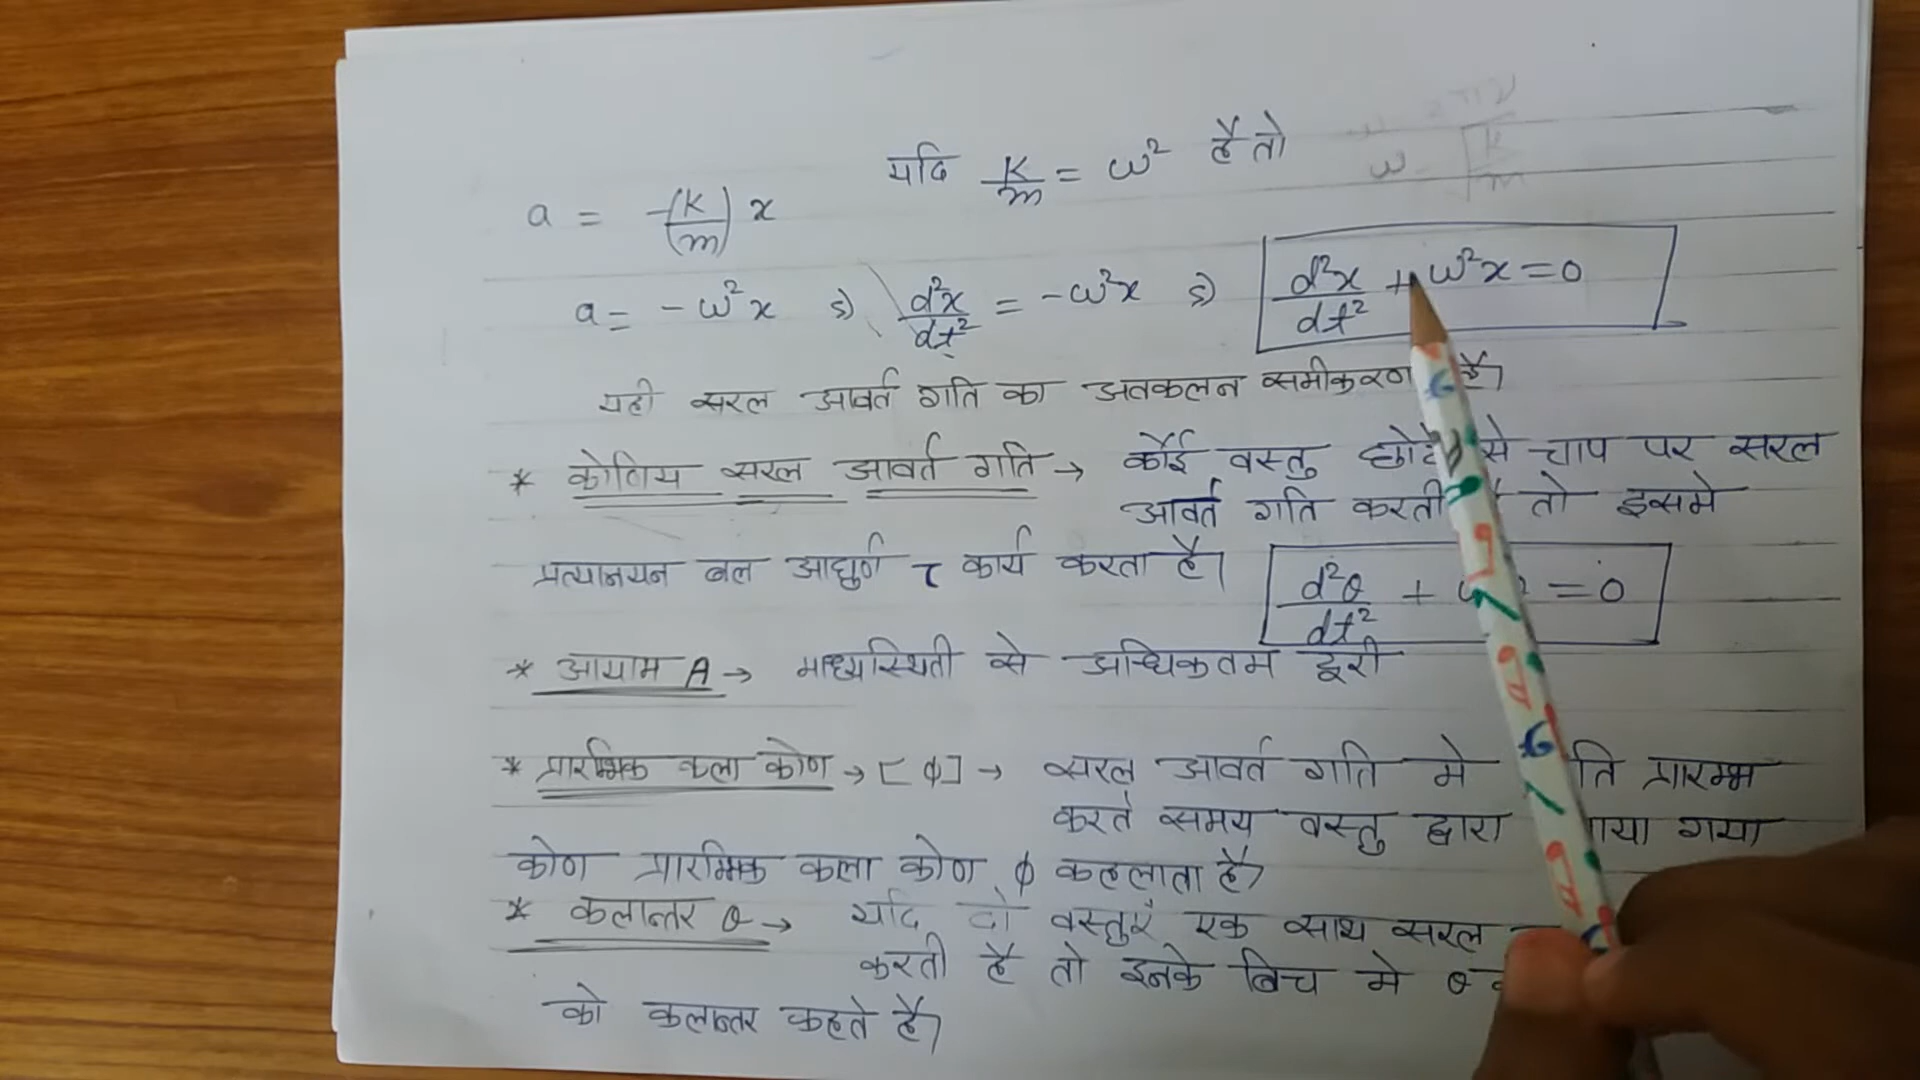 यदि K/m = ω² है तो
a = -(K/m) x
a = -ω²x ⇒ d²x/dt² = -ω²x ⇒ d²x/dt² + ω²x = 0
यही सरल आवर्त गति का अवकलन समीकरण है।
* कोणिय सरल आवर्त गति → कोई वस्तु छोटे से चाप पर सरल
आवर्त गति करती तो इसमे
प्रत्यानयन बल आघुर्ण τ कार्य करता है। d²θ/dt² + = 0
* आयाम A → माध्यस्थिती से अधिकतम दूरी
* प्रारम्भिक कला कोण → [ϕ] → सरल आवर्त गति मे प्रारम्भ
करते समय वस्तु द्वारा गया
कोण प्रारम्भिक कला कोण ϕ कहलाता है।
* कलान्तर θ → यदि दो वस्तुएं एक साथ सरल
करती है तो इनके बिच मे θ
को कलान्तर कहते है।